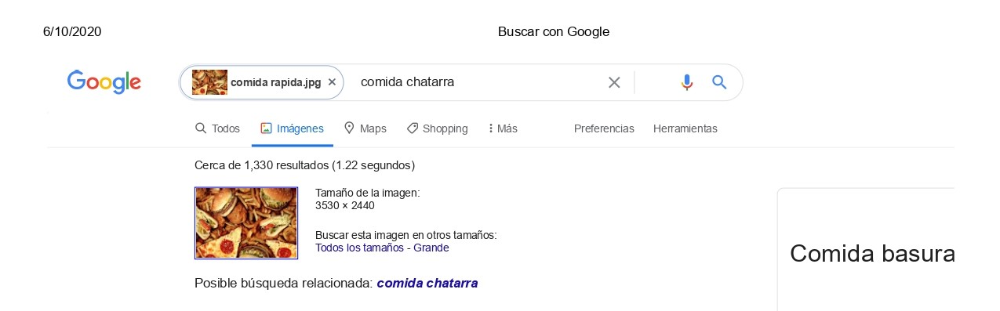 6/10/2020 Buscar con Google
Google comida rapida.jpg × comida chatarra
Todos Imágenes Maps Shopping Más Preferencias Herramientas
Cerca de 1,330 resultados (1.22 segundos)
Tamaño de la imagen:
3530 × 2440
Buscar esta imagen en otros tamaños:
Todos los tamaños - Grande
Comida basura
Posible búsqueda relacionada: comida chatarra